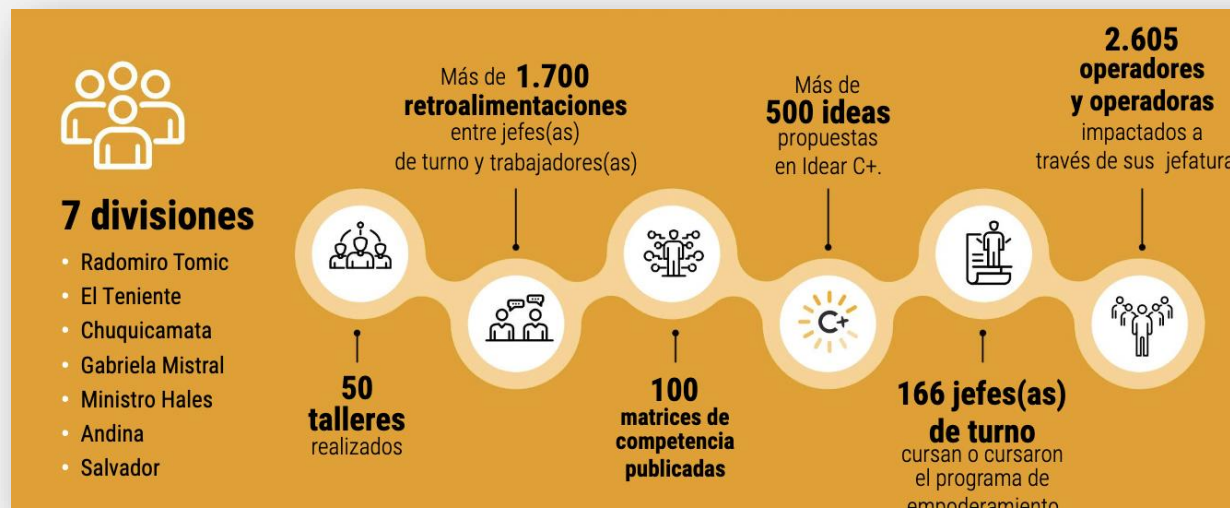 7 divisiones
• Radomiro Tomic
• El Teniente
• Chuquicamata
• Gabriela Mistral
• Ministro Hales
• Andina
• Salvador
50
talleres
realizados
Más de 1.700
retroalimentaciones
entre jefes(as)
de turno y trabajadores(as)
100
matrices de
competencia
publicadas
Más de
500 ideas
propuestas
en Idear C+.
C+
166 jefes(as)
de turno
cursan o cursaron
el programa de
empoderamiento
2.605
operadores
y operadoras
impactados a
través de sus jefatura